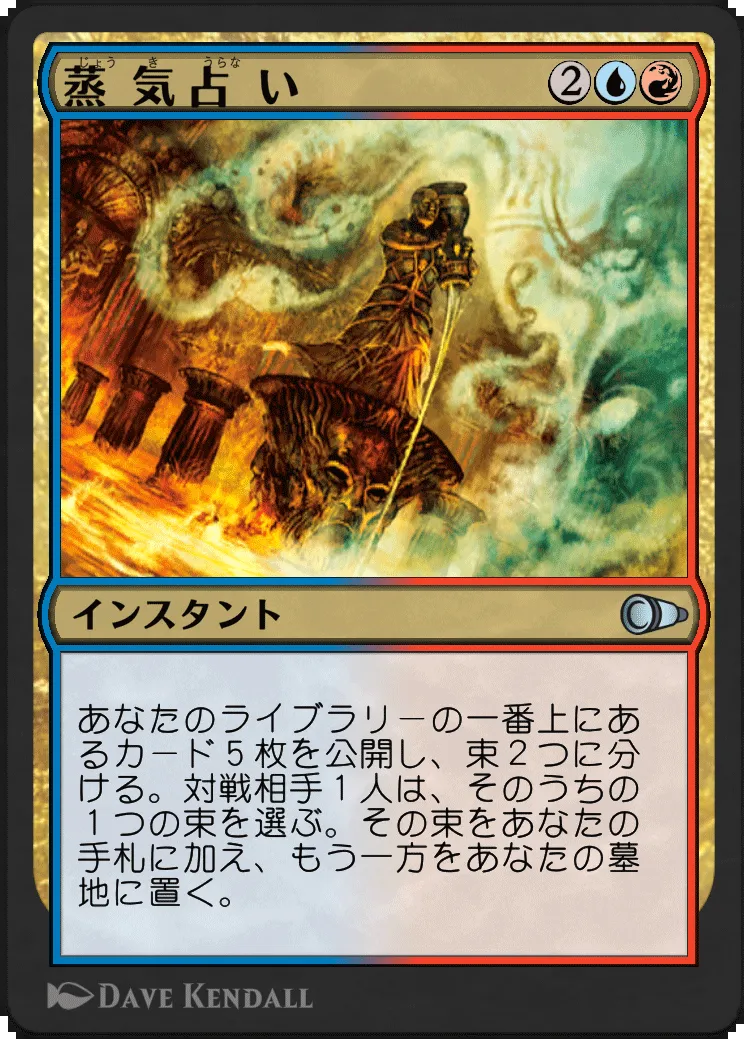 蒸気占い
じょう き うらな
2
インスタント
あなたのライブラリーの一番上にあ
るカード5枚を公開し、束2つに分
ける。対戦相手1人は、そのうちの
1つの束を選ぶ。その束をあなたの
手札に加え、もう一方をあなたの墓
地に置く。
DAVE KENDALL